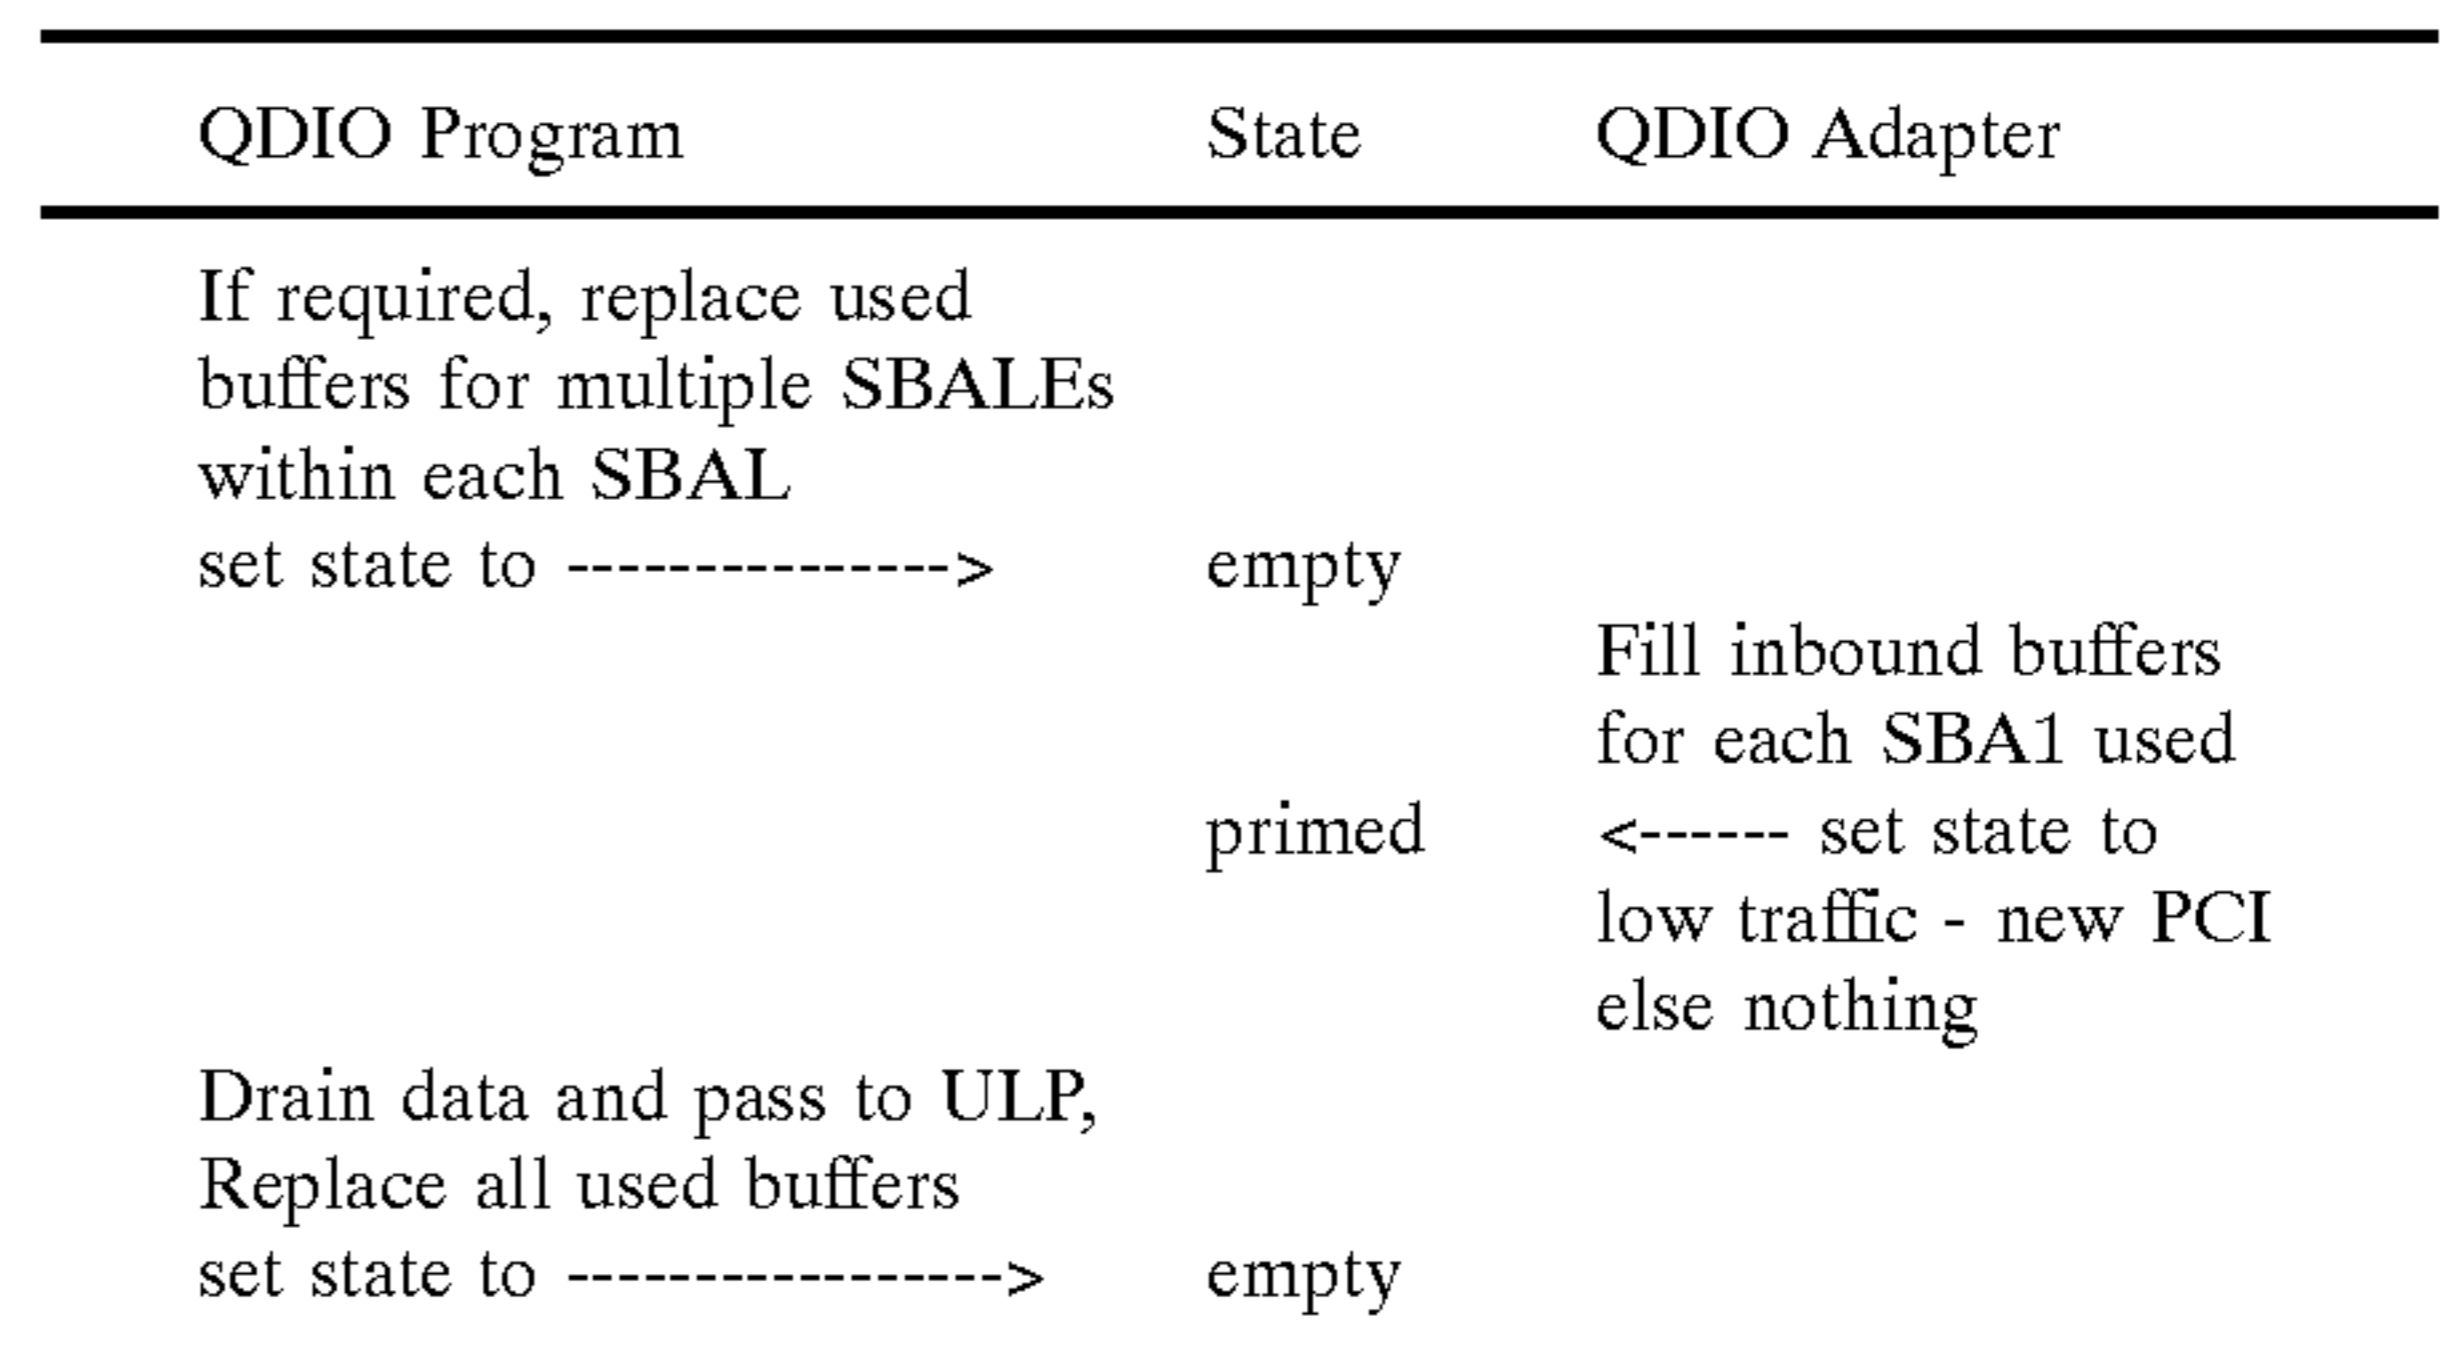 QDIO Program State QDIO Adapter
If required, replace used
buffers for multiple SBALEs
within each SBAL
set state to ---------------> empty
Fill inbound buffers
for each SBA1 used
primed <------ set state to
low traffic - new PCI
else nothing
Drain data and pass to ULP,
Replace all used buffers
set state to -----------------> empty